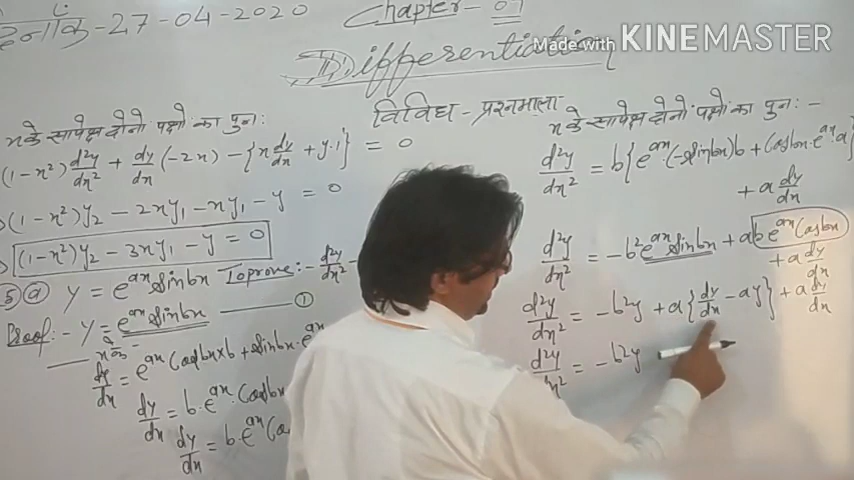 दिनांक-27-04-2020
Chapter-07
Differentiation
Made with KINEMASTER
विविध-प्रश्नमाला
x के सापेक्ष दोनों पक्षों का पुनः
(1-x²) d²y/dx² + dy/dx (-2x) - {x dy/dx + y·1} = 0
(1-x²)y₂ - 2xy₁ - xy₁ - y = 0
(1-x²)y₂ - 3xy₁ - y = 0
5 (a) y = e^ax sin bx To prove:- d²y/dx² -
Proof:- y = e^ax sin bx —— ①
dy/dx = e^ax cos bx × b + sin bx · e^ax
dy/dx = b·e^ax · cos bx
dy/dx = b·e^ax (
x के सापेक्ष दोनों पक्षों का पुनः -
d²y/dx² = b{e^ax · (-sin bx)b + cos bx · e^ax · a}
+ a dy/dx
d²y/dx² = -b² e^ax sin bx + ab e^ax cos bx
+ a dy/dx
d²y/dx² = -b²y + a{dy/dx - ay} + a dy/dx
d²y/dx² = -b²y